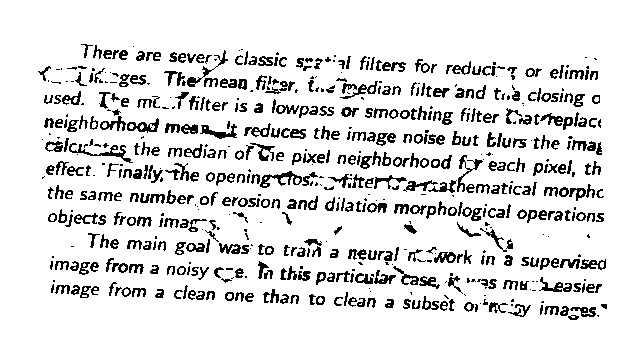 There are several classic spatial filters for reducing or elimin
images. The mean filter, the median filter and the closing o
used. The mean filter is a lowpass or smoothing filter that replace
neighborhood mean. It reduces the image noise but blurs the imag
calculates the median of the pixel neighborhood for each pixel, th
effect. Finally, the opening closing filter is a mathematical morpho
the same number of erosion and dilation morphological operations
objects from images.
The main goal was to train a neural network in a supervised
image from a noisy one. In this particular case, it was much easier
image from a clean one than to clean a subset of noisy images.